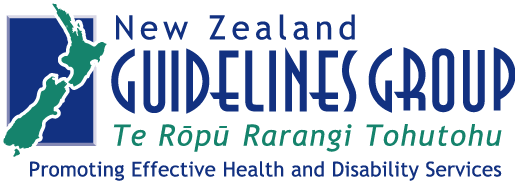 New Zealand
GUIDELINES GROUP
Te Rōpū Rarangi Tohutohu
Promoting Effective Health and Disability Services